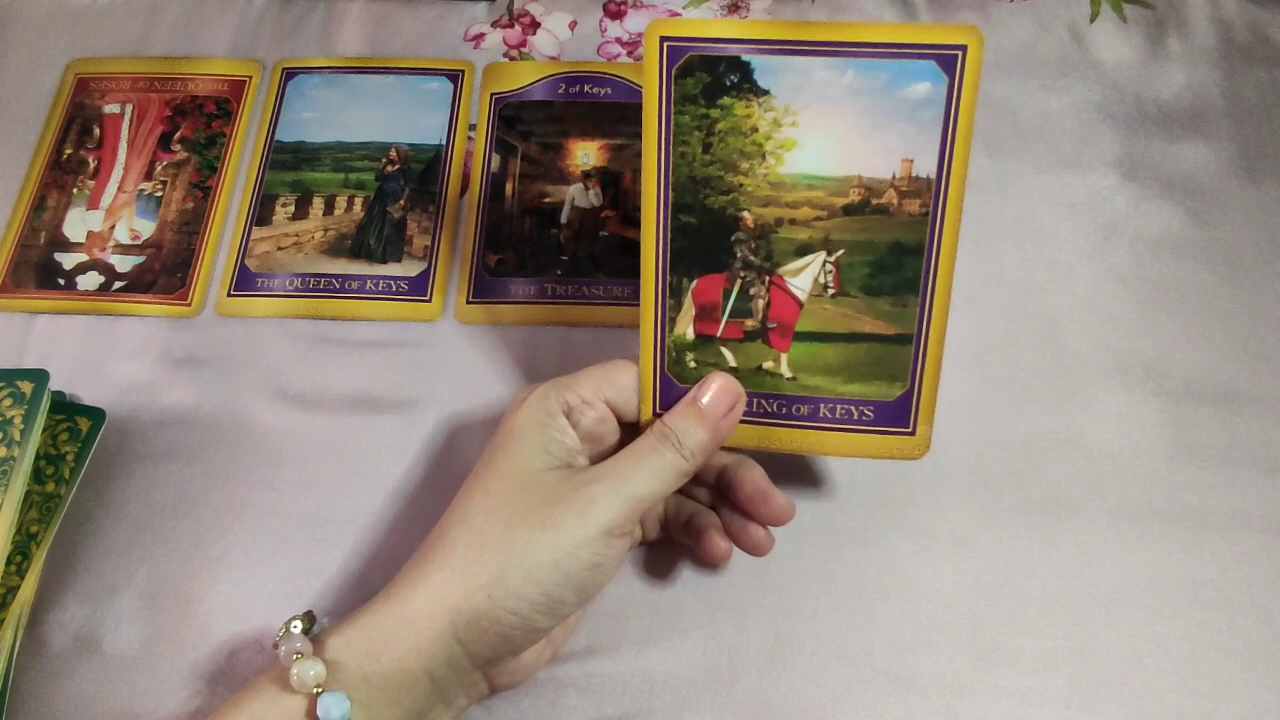 THE QUEEN OF ROSES
THE QUEEN OF KEYS
2 of Keys
THE TREASURE
KING OF KEYS